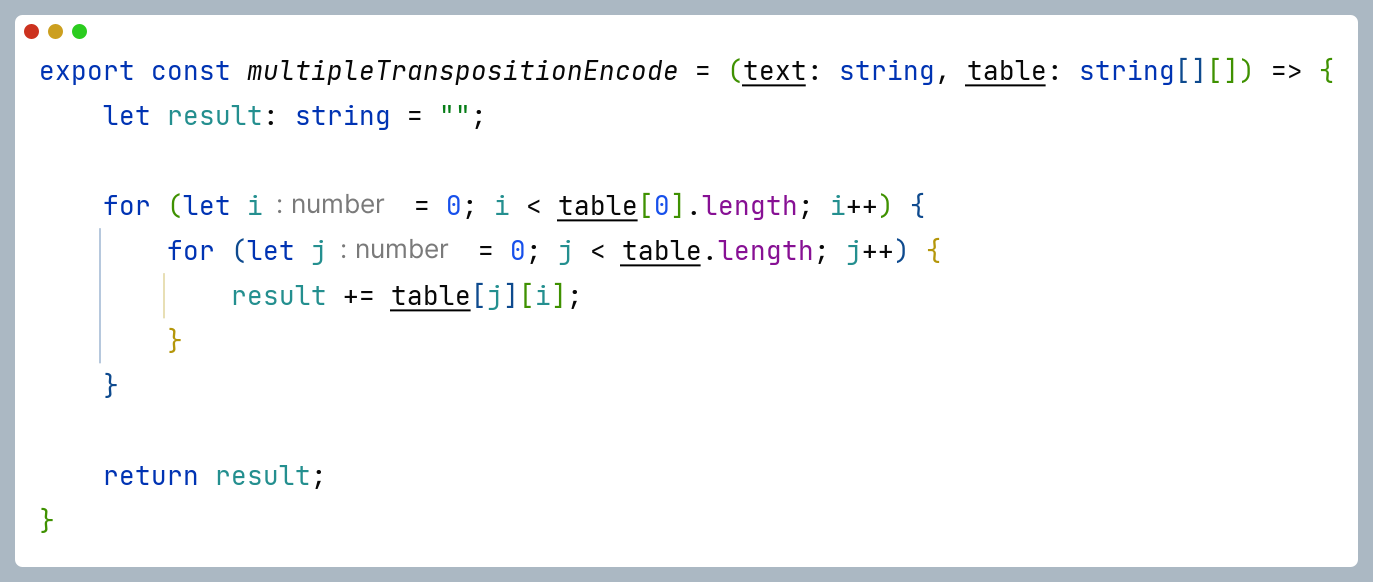 export const multipleTranspositionEncode = (text: string, table: string[][]) => {
    let result: string = "";
    for (let i : number = 0; i < table[0].length; i++) {
        for (let j : number = 0; j < table.length; j++) {
            result += table[j][i];
        }
    }
    return result;
}